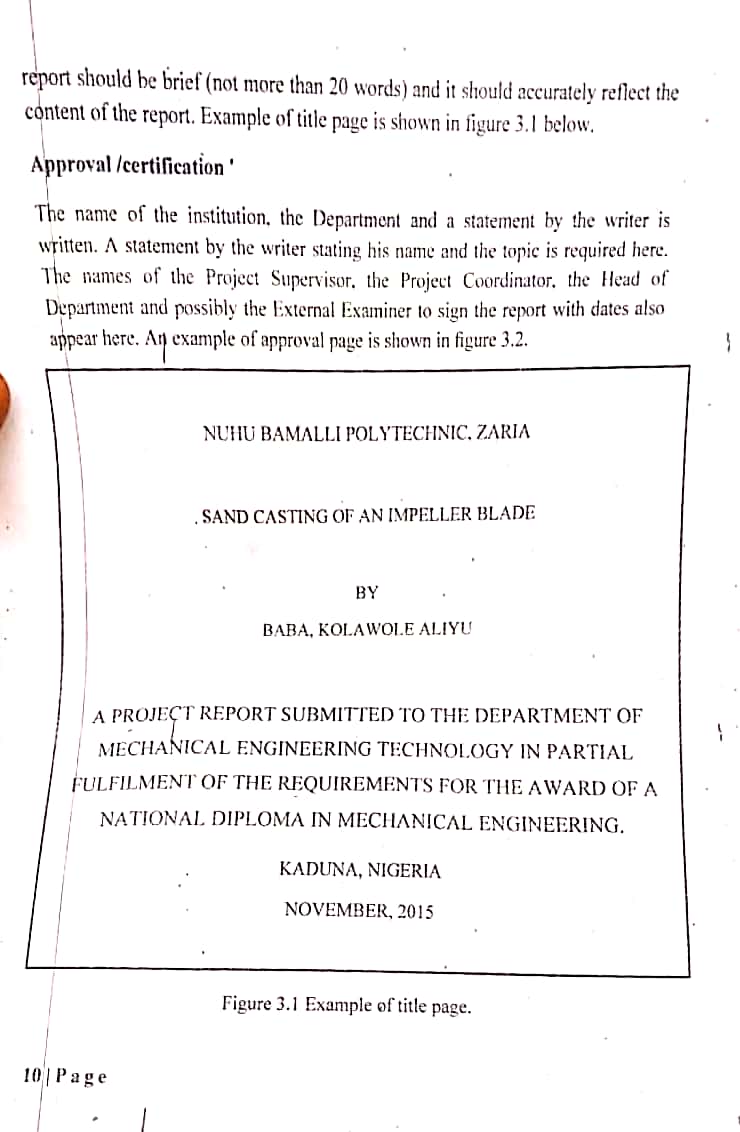 report should be brief (not more than 20 words) and it should accurately reflect the
content of the report. Example of title page is shown in figure 3.1 below.
Approval /certification '
The name of the institution, the Department and a statement by the writer is
written. A statement by the writer stating his name and the topic is required here.
The names of the Project Supervisor, the Project Coordinator, the Head of
Department and possibly the External Examiner to sign the report with dates also
appear here. An example of approval page is shown in figure 3.2.
NUHU BAMALLI POLYTECHNIC, ZARIA
SAND CASTING OF AN IMPELLER BLADE
BY
BABA, KOLAWOLE ALIYU
A PROJECT REPORT SUBMITTED TO THE DEPARTMENT OF
MECHANICAL ENGINEERING TECHNOLOGY IN PARTIAL
FULFILMENT OF THE REQUIREMENTS FOR THE AWARD OF A
NATIONAL DIPLOMA IN MECHANICAL ENGINEERING.
KADUNA, NIGERIA
NOVEMBER, 2015
Figure 3.1 Example of title page.
10 | Page